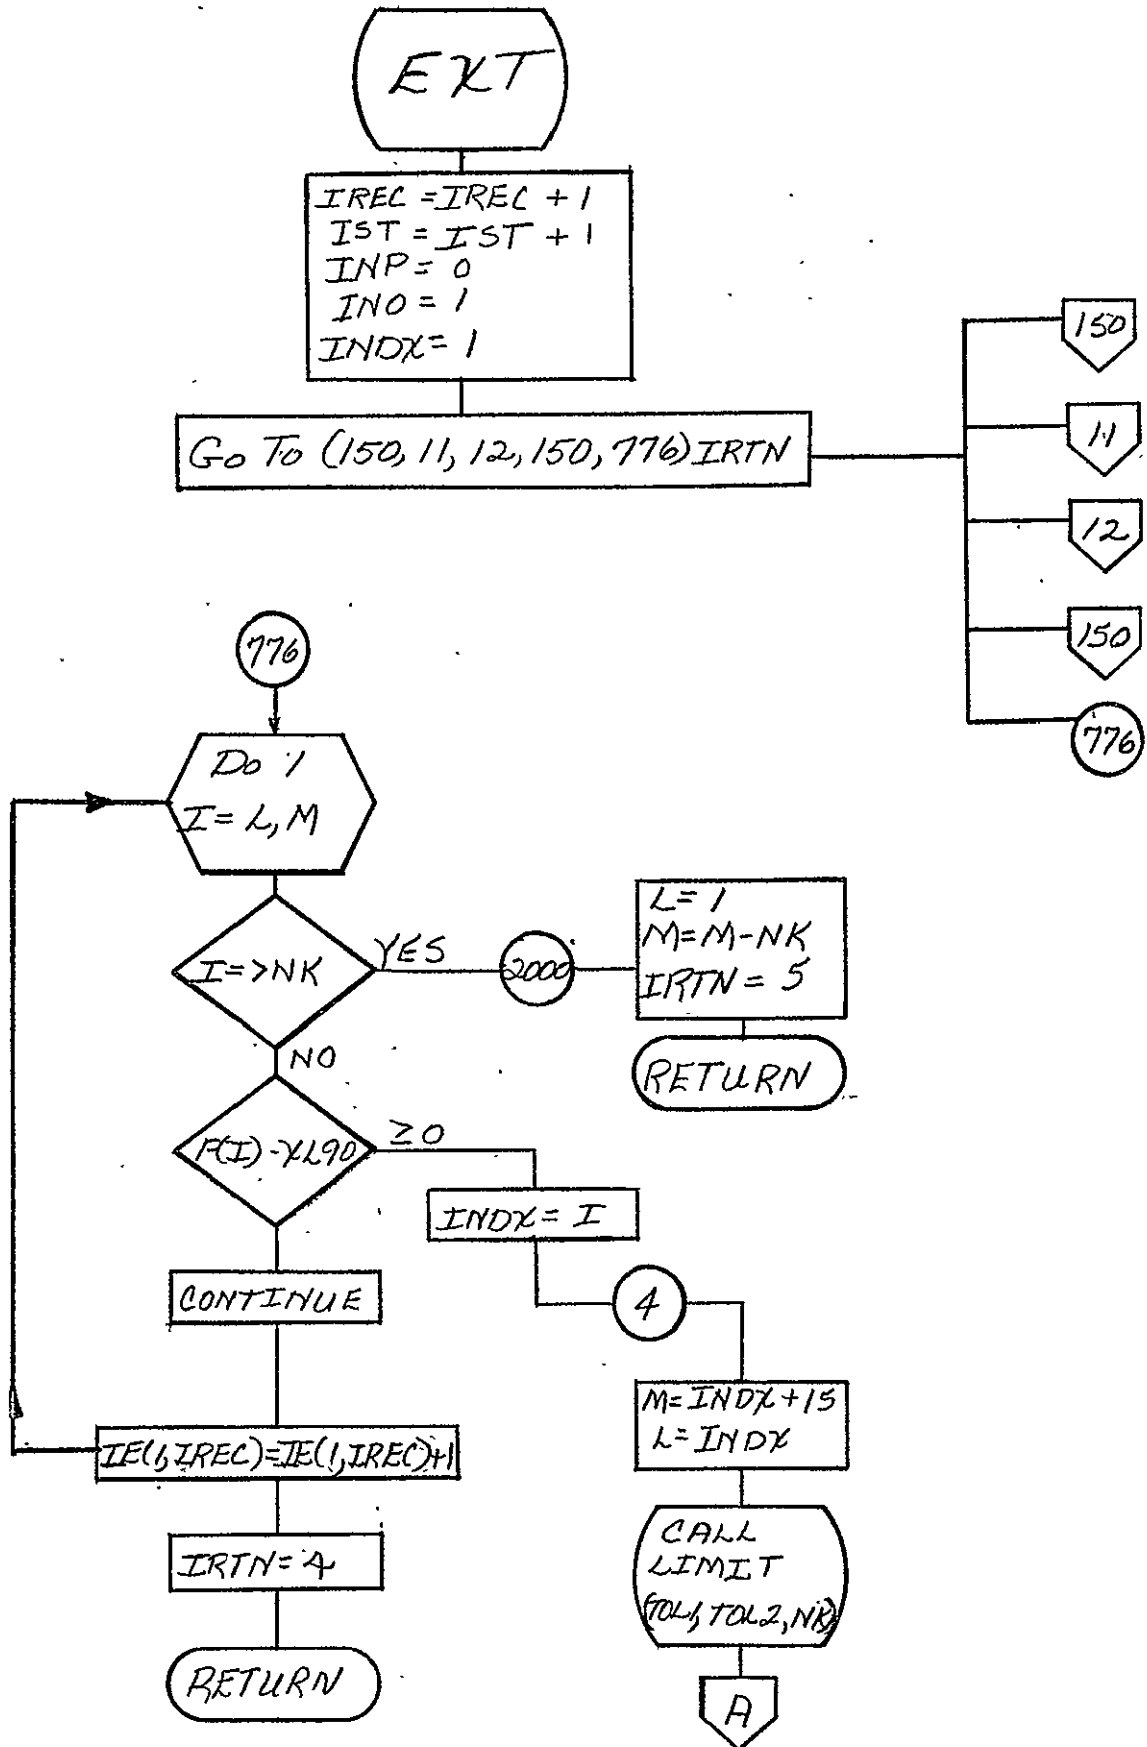 EXT
IREC = IREC + 1
IST = IST + 1
INP = 0
INO = 1
INDX = 1
Go To (150, 11, 12, 150, 776) IRTN
150
11
12
150
776
776
Do 1
I = L, M
I=>NK
YES
2000
L = 1
M = M-NK
IRTN = 5
RETURN
NO
P(I)-XL90
≥0
INDX = I
CONTINUE
4
M=INDX+15
L=INDX
IE(1,IREC)=IE(1,IREC)+1
IRTN=4
CALL
LIMIT
(TOL1, TOL2, NK)
RETURN
A